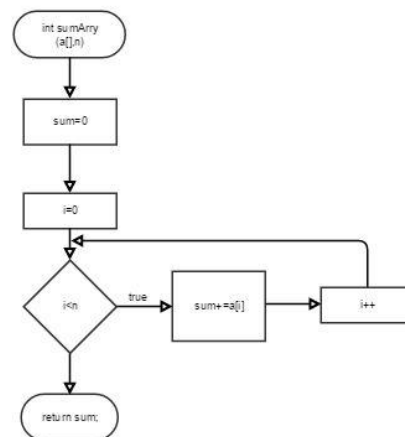 int sumArry
(a[],n)
sum=0
i=0
i<n
true
sum+=a[i]
i++
return sum;